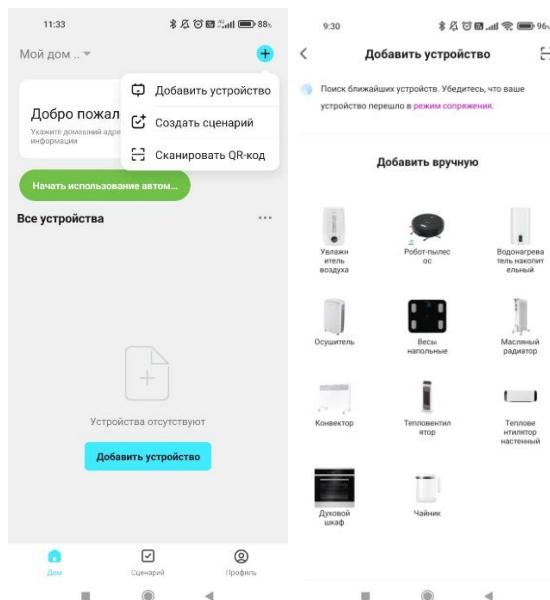 11:33
88%
Мой дом ..
Добавить устройство
Добро пожал
Создать сценарий
Укажите домашний адре
информации
Сканировать QR-код
Начать использование автом...
Все устройства
Устройства отсутствуют
Добавить устройство
Дом
Сценарий
Профиль
9:30
96%
Добавить устройство
Поиск ближайших устройств. Убедитесь, что ваше
устройство перешло в режим сопряжения.
Добавить вручную
Увлажн
итель
воздуха
Робот-пылес
ос
Водонагрева
тель накопит
ельный
Осушитель
Весы
напольные
Масляный
радиатор
Конвектор
Тепловентил
ятор
Теплове
нтилятор
настенный
Духовой
шкаф
Чайник